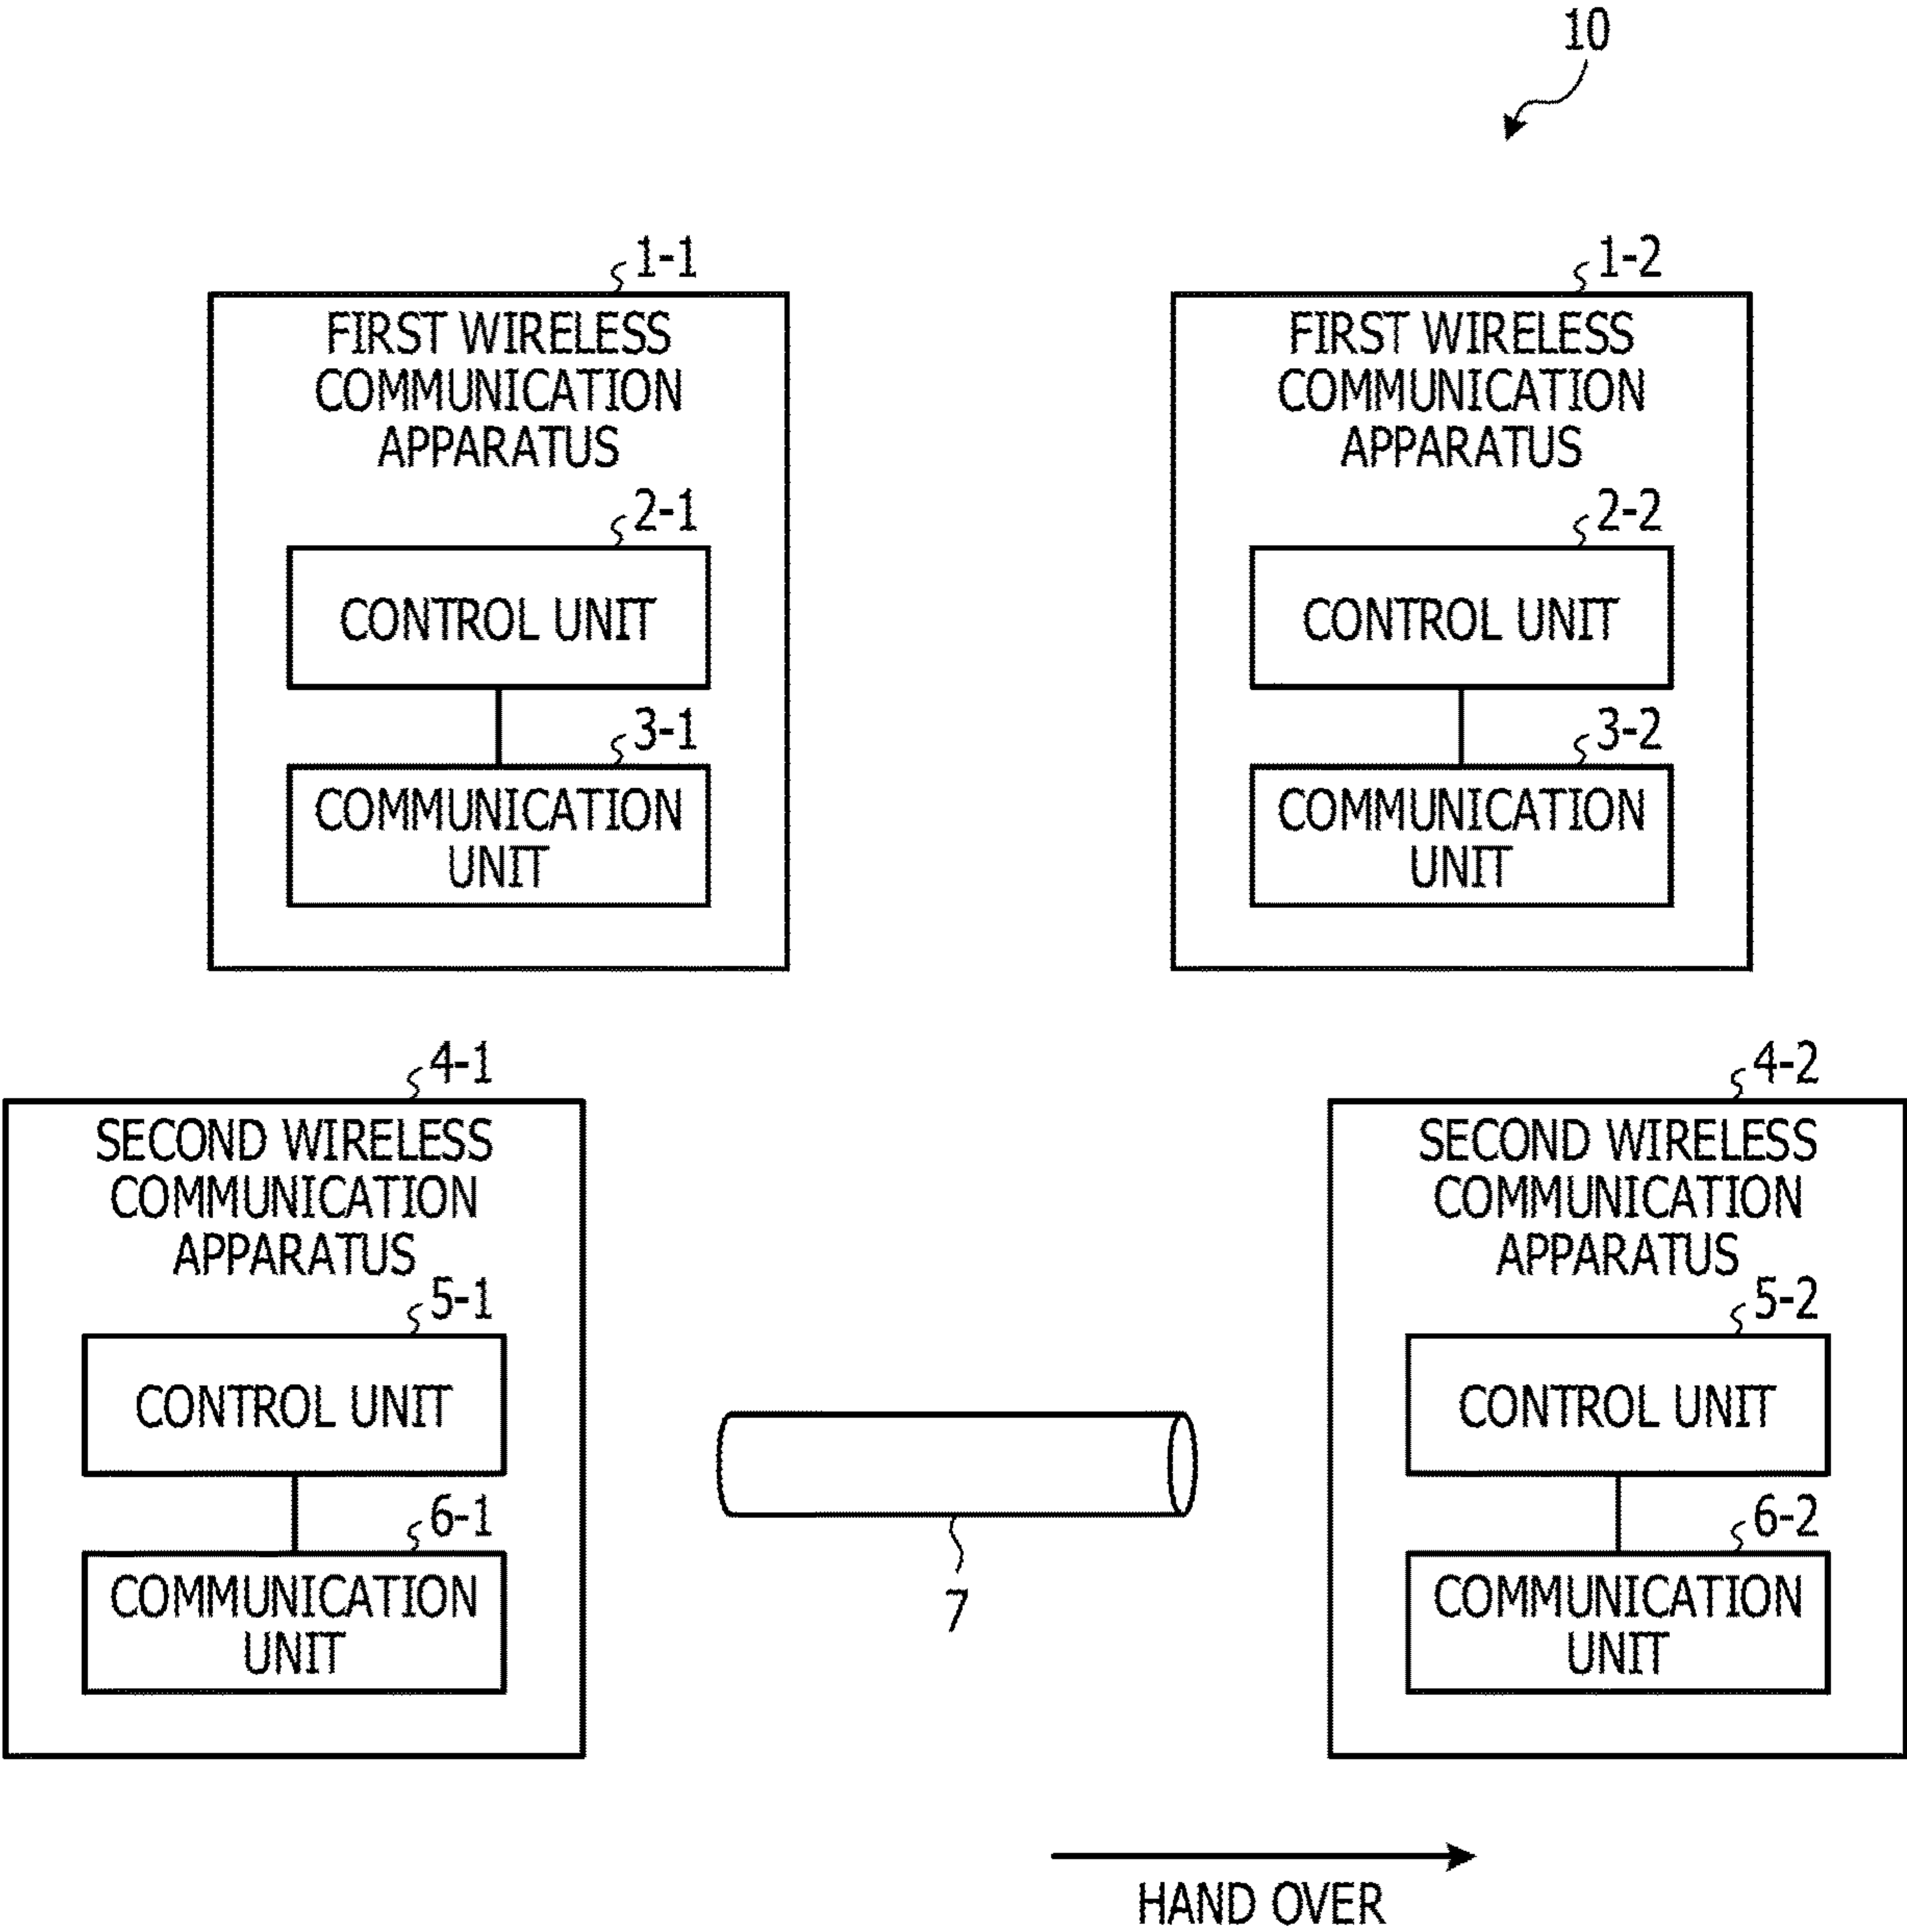 10
1-1
FIRST WIRELESS
COMMUNICATION
APPARATUS
2-1
CONTROL UNIT
3-1
COMMUNICATION
UNIT
1-2
FIRST WIRELESS
COMMUNICATION
APPARATUS
2-2
CONTROL UNIT
3-2
COMMUNICATION
UNIT
4-1
SECOND WIRELESS
COMMUNICATION
APPARATUS
5-1
CONTROL UNIT
6-1
COMMUNICATION
UNIT
7
4-2
SECOND WIRELESS
COMMUNICATION
APPARATUS
5-2
CONTROL UNIT
6-2
COMMUNICATION
UNIT
HAND OVER